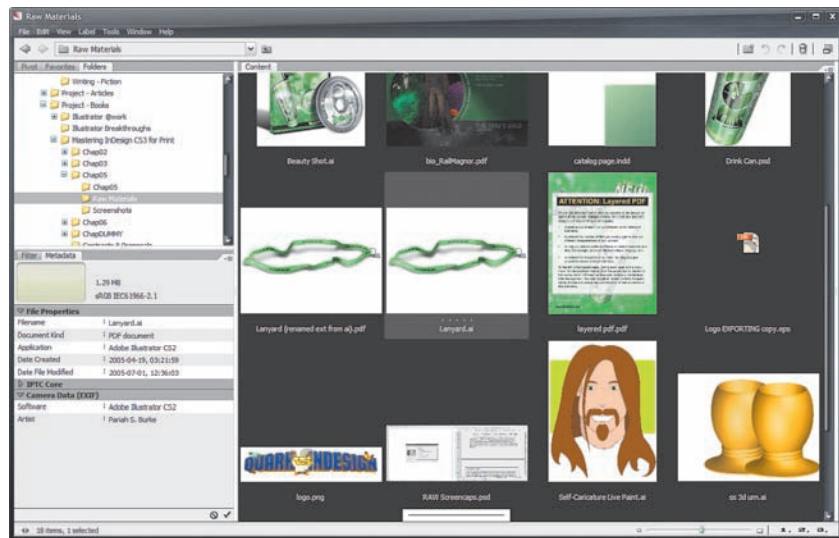 Raw Materials
File Edit View Label Tools Window Help
Raw Materials
Pivot Favorites Folders
Content
Writing - Fiction
Project - Articles
Project - Books
Illustrator @work
Illustrator Breakthroughs
Mastering InDesign CS3 for Print
Chap02
Chap03
Chap05
Chap05
Raw Materials
Screenshots
Chap06
ChapDUMMY
Contracts & Proposals
Beauty Shot.ai
bio_RailMagnor.pdf
catalog page.indd
Drink Can.psd
ATTENTION: Layered PDF
Filter Metadata
1.29 MB
sRGB IEC61966-2.1
File Properties
Filename Lanyard.ai
Document Kind PDF document
Application Adobe Illustrator CS2
Date Created 2005-04-19, 03:21:59
Date File Modified 2005-07-01, 12:36:03
IPTC Core
Camera Data (EXIF)
Software Adobe Illustrator CS2
Artist Pariah S. Burke
Lanyard (renamed ext from ai).pdf
Lanyard.ai
layered pdf.pdf
Logo EXPORTING copy.eps
QUARK INDESIGN
logo.png
RAW Screencaps.psd
Self-Caricature Live Paint.ai
ss 3d urn.ai
18 items, 1 selected